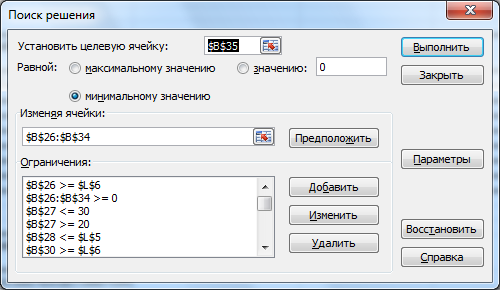 Поиск решения
Установить целевую ячейку: $B$35 Выполнить
Равной: максимальному значению значению: 0 Закрыть
минимальному значению
Изменяя ячейки:
$B$26:$B$34 Предположить
Ограничения: Параметры
$B$26 >= $L$6 Добавить
$B$26:$B$34 >= 0
$B$27 <= 30 Изменить
$B$27 >= 20
$B$28 <= $L$5 Удалить Восстановить
$B$30 >= $L$6 Справка